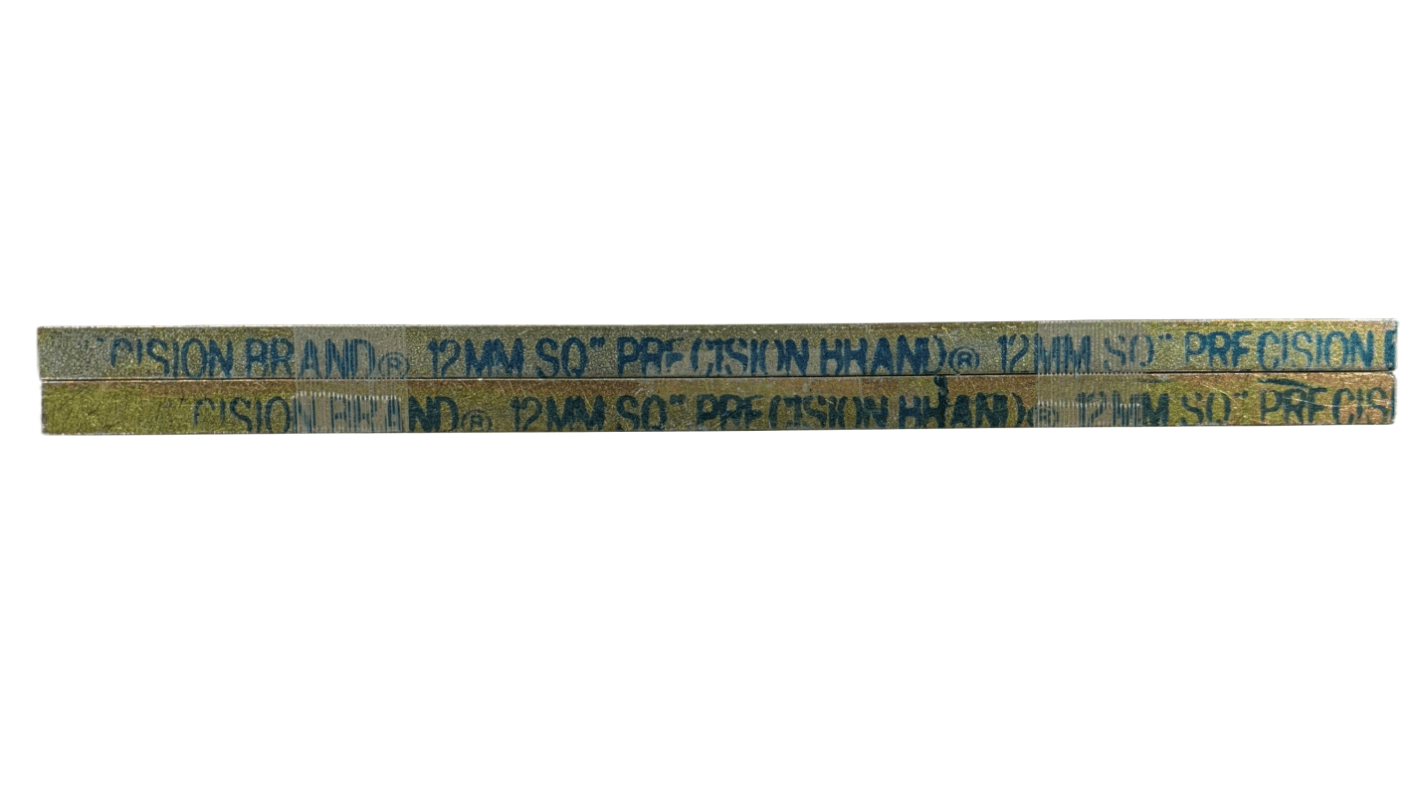 CISION BRAND® 12MM SQ" PRECISION BRAND® 12MM SQ" PRECISION
CISION BRAND® 12MM SQ" PRECISION BRAND® 12MM SQ" PRECIS